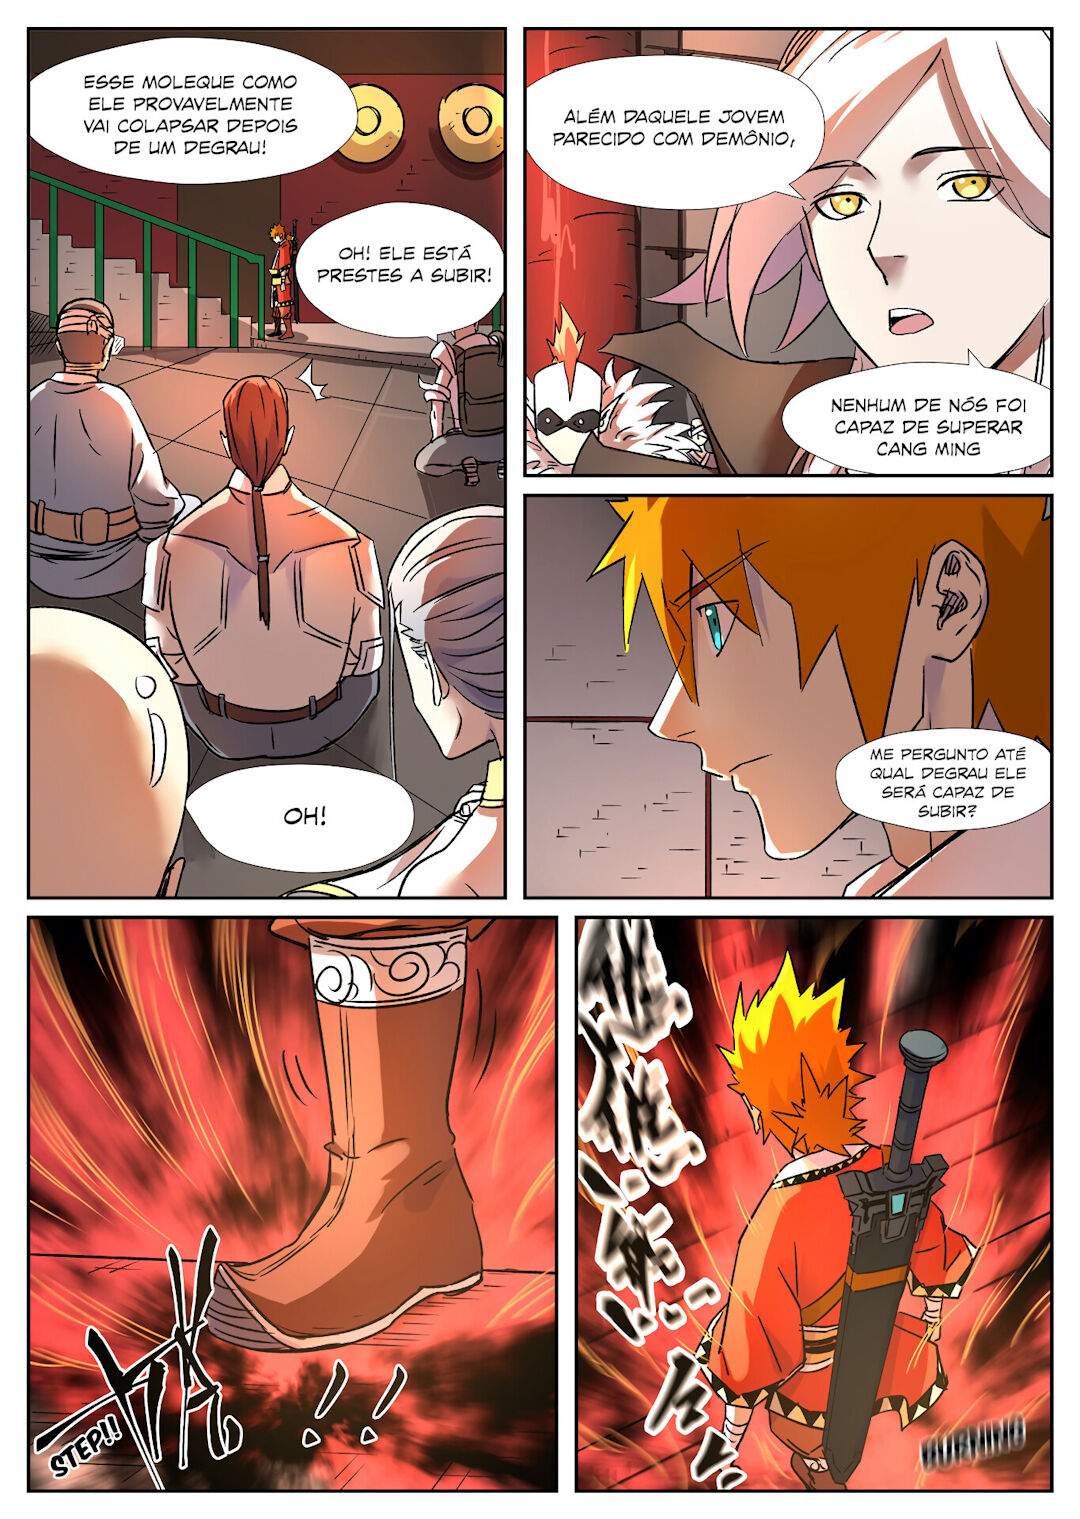 ESSE MOLEQUE COMO
ELE PROVAVELMENTE
VAI COLAPSAR DEPOIS
DE UM DEGRAU!
OH! ELE ESTÁ
PRESTES A SUBIR!
OH!
ALÉM DAQUELE JOVEM
PARECIDO COM DEMÔNIO,
NENHUM DE NÓS FOI
CAPAZ DE SUPERAR
CANG MING
ME PERGUNTO ATÉ
QUAL DEGRAU ELE
SERÁ CAPAZ DE
SUBIR?
STEP!!
BURNING